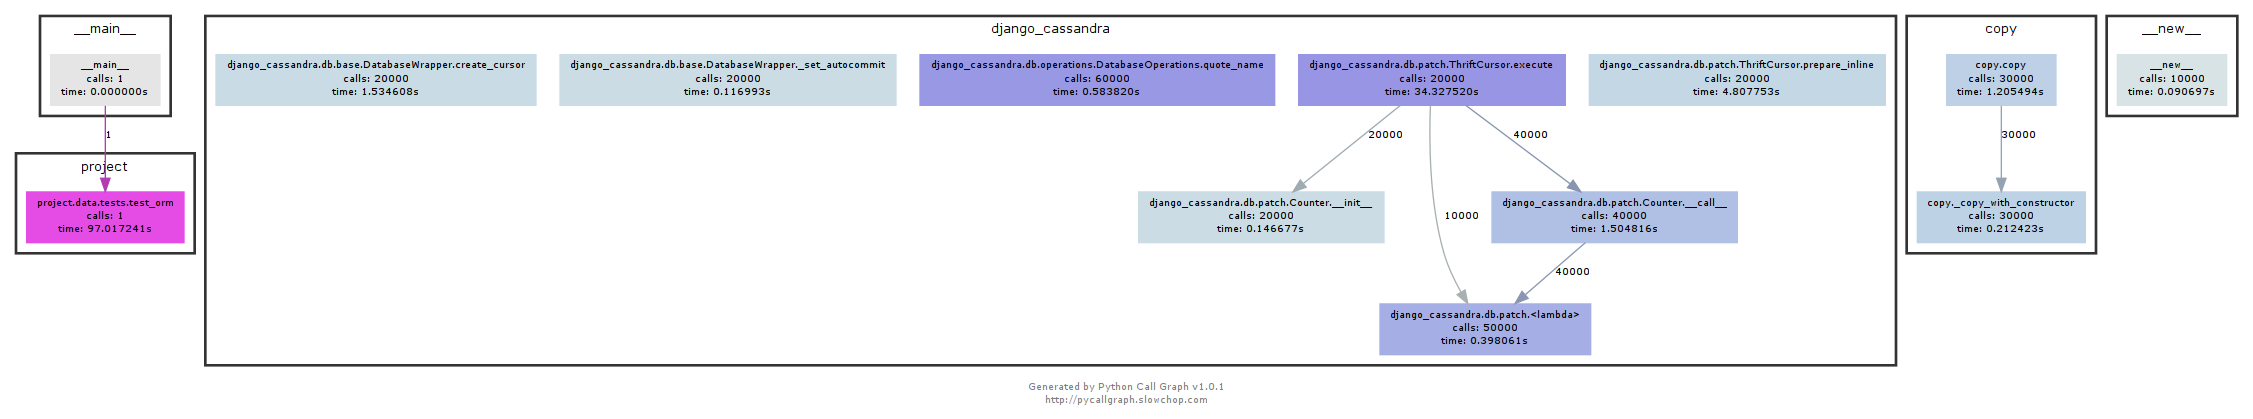 __main__
__main__
calls: 1
time: 0.000000s
1
project
project.data.tests.test_orm
calls: 1
time: 97.017241s
django_cassandra
django_cassandra.db.base.DatabaseWrapper.create_cursor
calls: 20000
time: 1.534608s
django_cassandra.db.base.DatabaseWrapper._set_autocommit
calls: 20000
time: 0.116993s
django_cassandra.db.operations.DatabaseOperations.quote_name
calls: 60000
time: 0.583820s
django_cassandra.db.patch.ThriftCursor.execute
calls: 20000
time: 34.327520s
django_cassandra.db.patch.ThriftCursor.prepare_inline
calls: 20000
time: 4.807753s
20000
40000
django_cassandra.db.patch.Counter.__init__
calls: 20000
time: 0.146677s
10000
django_cassandra.db.patch.Counter.__call__
calls: 40000
time: 1.504816s
40000
django_cassandra.db.patch.<lambda>
calls: 50000
time: 0.398061s
copy
copy.copy
calls: 30000
time: 1.205494s
30000
copy._copy_with_constructor
calls: 30000
time: 0.212423s
__new__
__new__
calls: 10000
time: 0.090697s
Generated by Python Call Graph v1.0.1
http://pycallgraph.slowchop.com